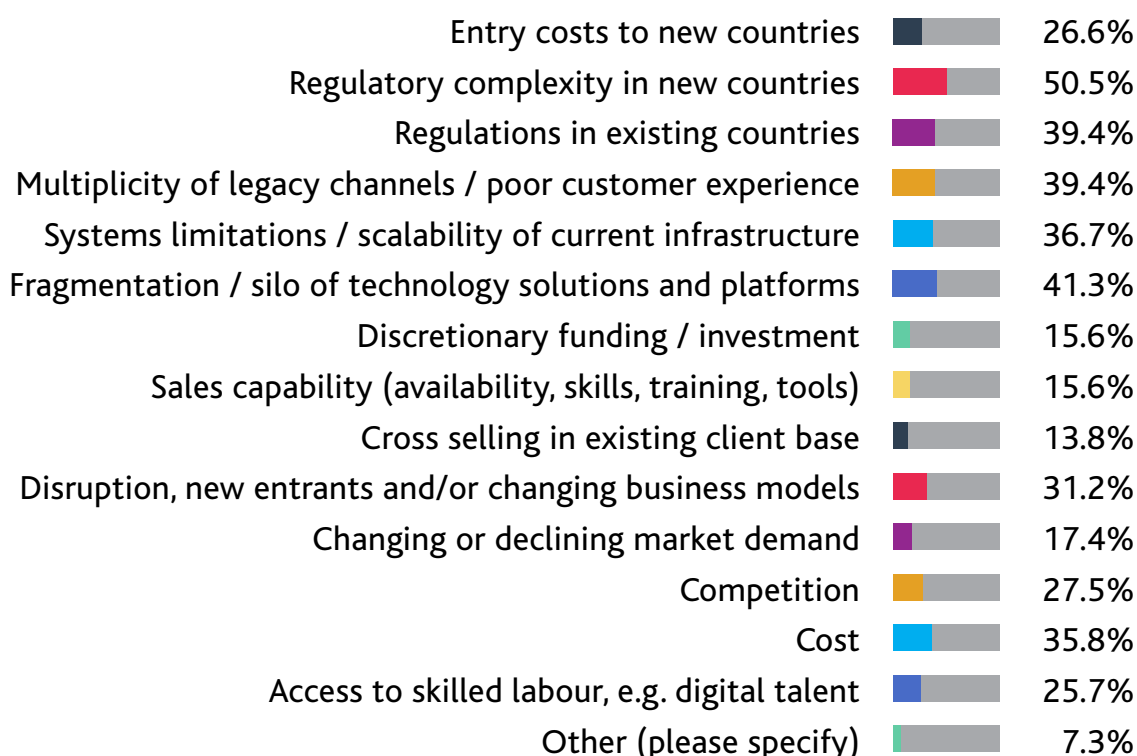 Entry costs to new countries 26.6%
Regulatory complexity in new countries 50.5%
Regulations in existing countries 39.4%
Multiplicity of legacy channels / poor customer experience 39.4%
Systems limitations / scalability of current infrastructure 36.7%
Fragmentation / silo of technology solutions and platforms 41.3%
Discretionary funding / investment 15.6%
Sales capability (availability, skills, training, tools) 15.6%
Cross selling in existing client base 13.8%
Disruption, new entrants and/or changing business models 31.2%
Changing or declining market demand 17.4%
Competition 27.5%
Cost 35.8%
Access to skilled labour, e.g. digital talent 25.7%
Other (please specify) 7.3%